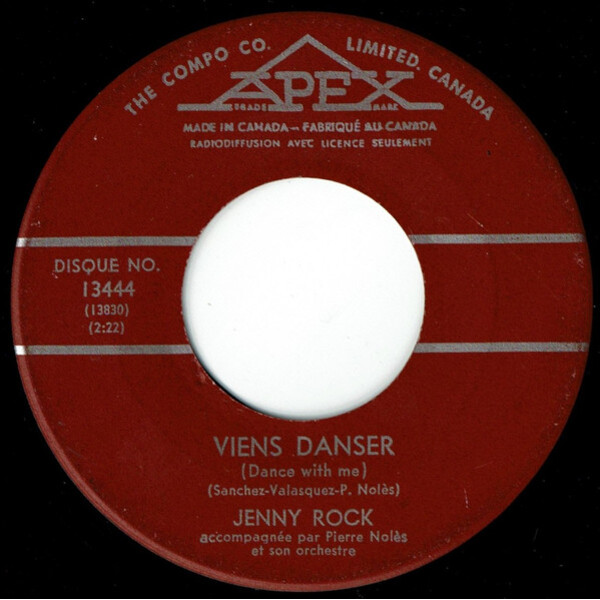 THE COMPO CO. LIMITED. CANADA
APEX
TRADE MARK
MADE IN CANADA — FABRIQUÉ AU CANADA
RADIODIFFUSION AVEC LICENCE SEULEMENT
DISQUE NO.
13444
(13830)
(2:22)
VIENS DANSER
(Dance with me)
(Sanchez-Valasquez-P. Nolès)
JENNY ROCK
accompagnée par Pierre Nolès
et son orchestre